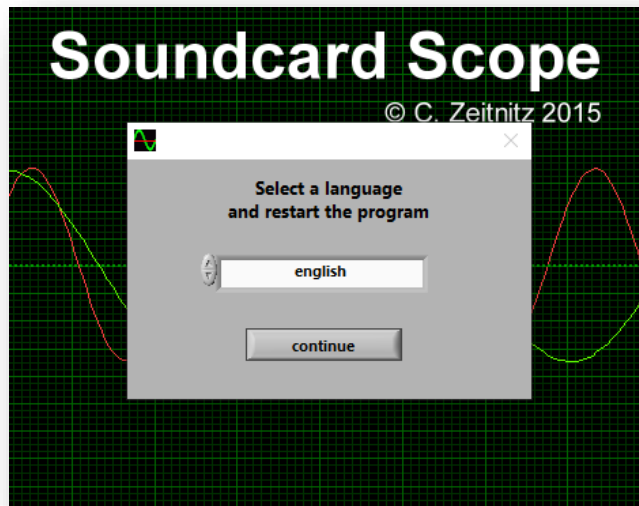 Soundcard Scope
© C. Zeitnitz 2015
Select a language
and restart the program
english
continue